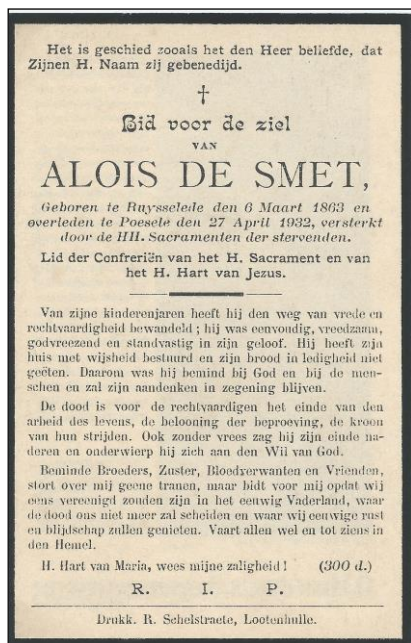 Het is geschied zooals het den Heer beliefde, dat
Zijnen H. Naam zij gebenedijd.
†
Bid voor de ziel
VAN
ALOIS DE SMET,
Geboren te Ruysselede den 6 Maart 1863 en
overleden te Poesele den 27 April 1932, versterkt
door de HH. Sacramenten der stervenden.
Lid der Confreriën van het H. Sacrament en van
het H. Hart van Jezus.
Van zijne kinderenjaren heeft hij den weg van vrede en
rechtvaardigheid bewandeld ; hij was eenvoudig, vreedzaam,
godvreezend en standvastig in zijn geloof. Hij heeft zijn
huis met wijsheid bestuurd en zijn brood in ledigheid niet
geëten. Daarom was hij bemind bij God en bij de men-
schen en zal zijn aandenken in zegening blijven.
De dood is voor de rechtvaardigen het einde van den
arbeid des levens, de belooning der beproeving, de kroon
van hun strijden. Ook zonder vrees zag hij zijn einde na-
deren en onderwierp hij zich aan den Wil van God.
Beminde Broeders, Zuster, Bloedverwanten en Vrienden,
stort over mij geene tranen, maar bidt voor mij opdat wij
eens vereenigd zouden zijn in het eeuwig Vaderland, waar
de dood ons niet meer zal scheiden en waar wij eeuwige rust
en blijdschap zullen genieten. Vaart allen wel en tot ziens in
den Hemel.
H. Hart van Maria, wees mijne zaligheid ! (300 d.)
R. I. P.
Drukk. R. Schelstraete, Lootenhulle.